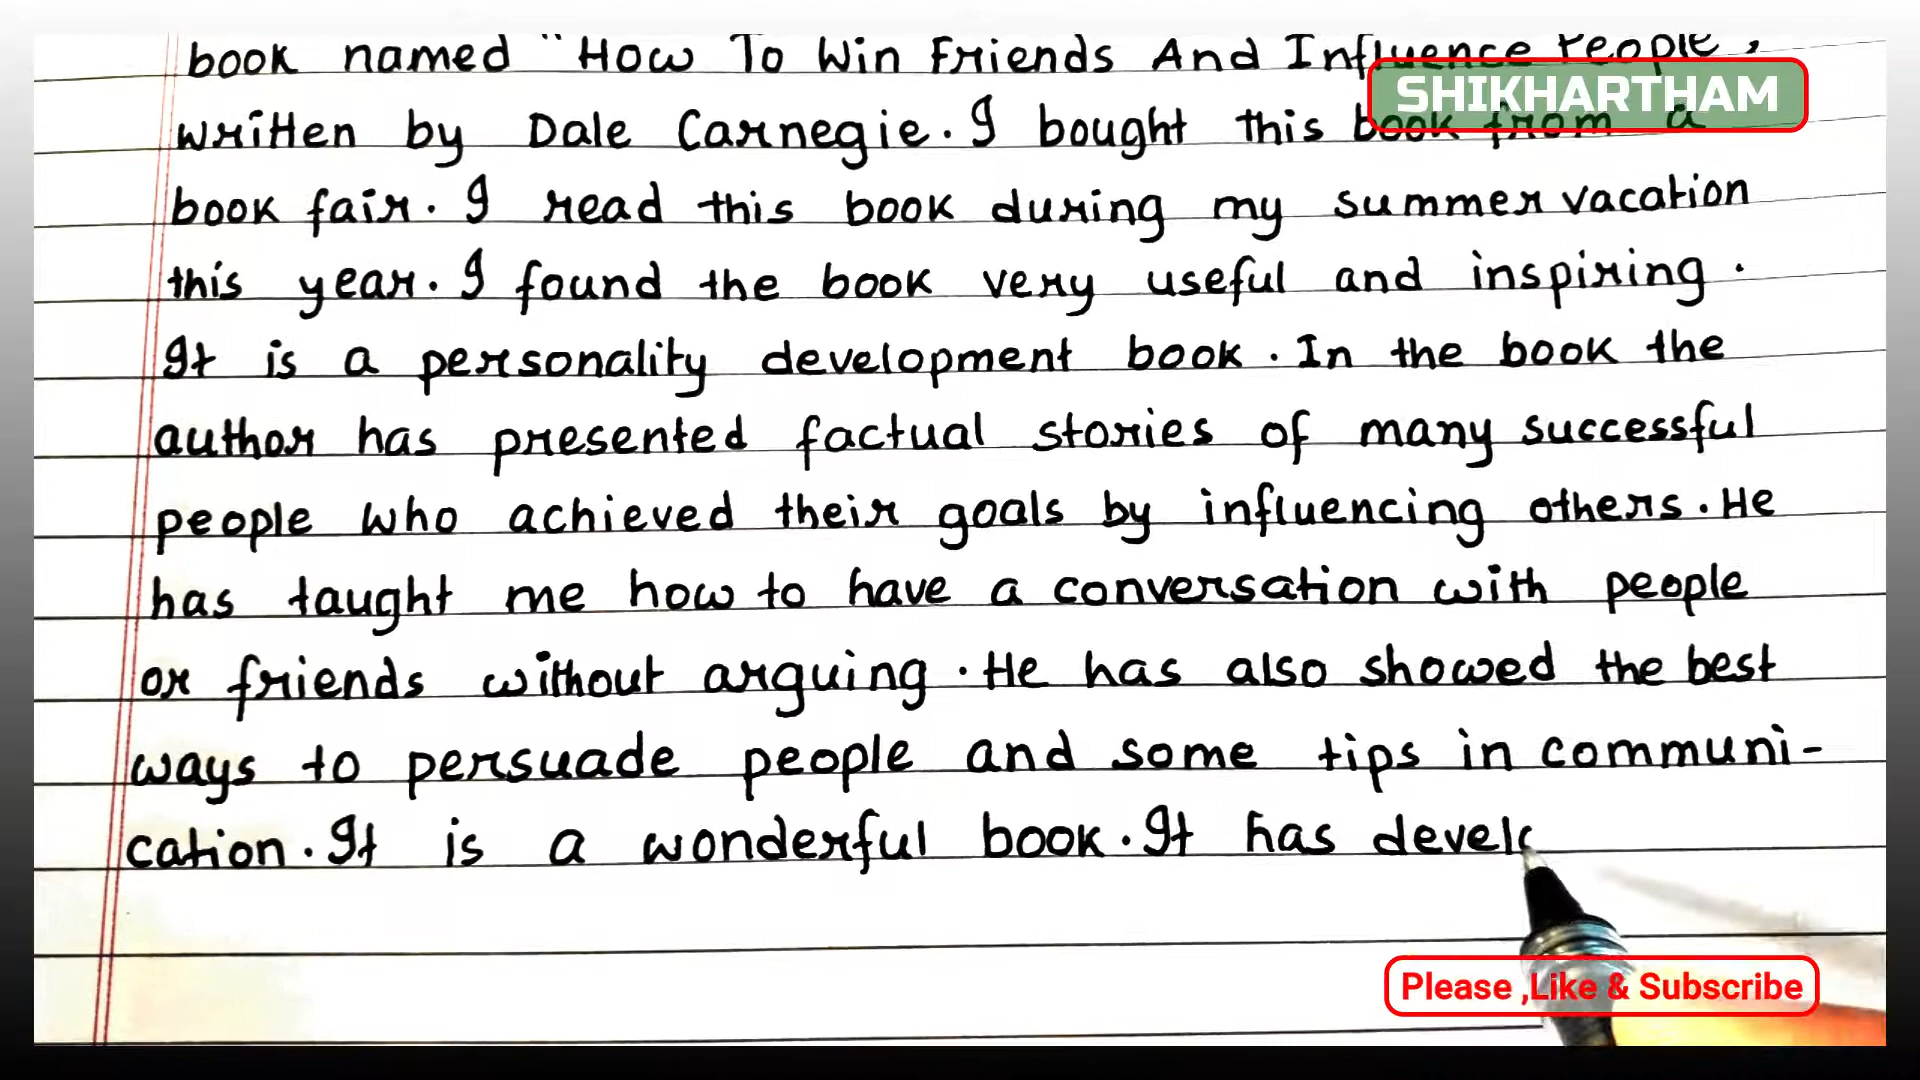 book named "How To Win Friends And Influence People,
SHIKHARTHAM
written by Dale Carnegie. I bought this book from a
book fair. I read this book during my summer vacation
this year. I found the book very useful and inspiring.
It is a personality development book. In the book the
author has presented factual stories of many successful
people who achieved their goals by influencing others. He
has taught me how to have a conversation with people
or friends without arguing. He has also showed the best
ways to persuade people and some tips in communi-
cation. It is a wonderful book. It has develo
Please ,Like & Subscribe